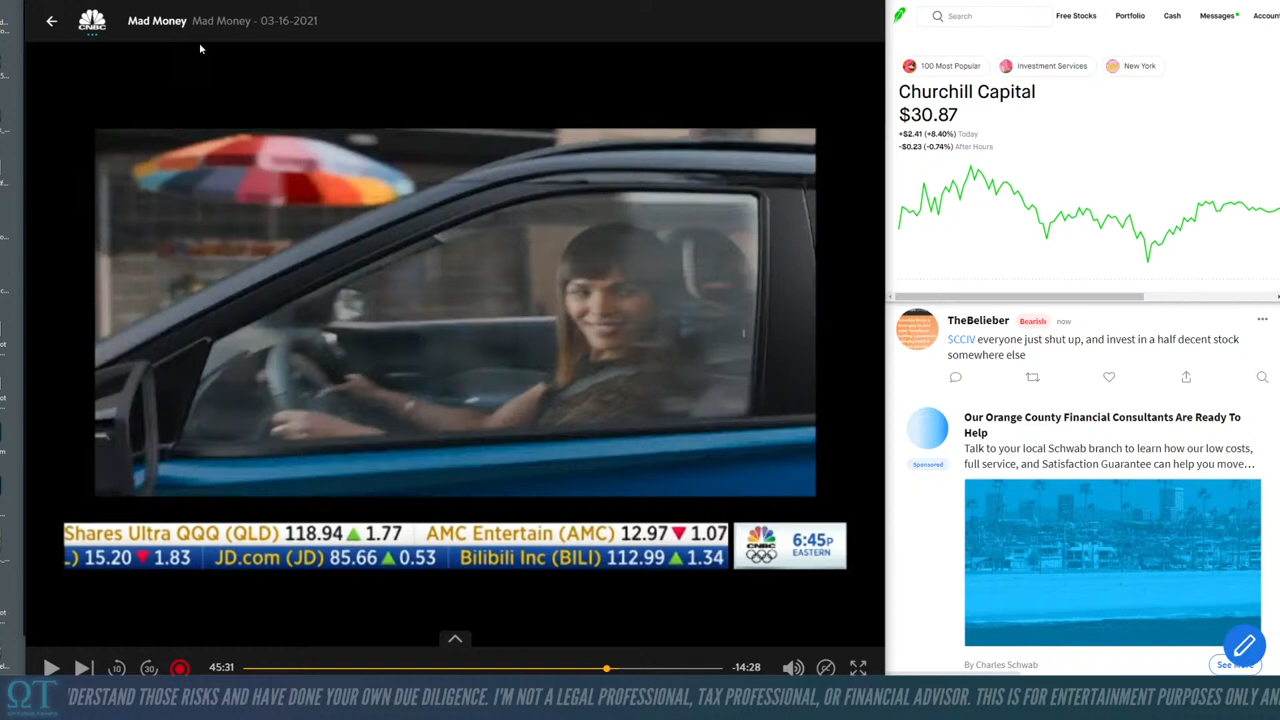 CNBC
Mad Money Mad Money - 03-16-2021
Shares Ultra QQQ (QLD) 118.94 ▲ 1.77 AMC Entertain (AMC) 12.97 ▼ 1.07
) 15.20 ▼ 1.83 JD.com (JD) 85.66 ▲ 0.53 Bilibili Inc (BILI) 112.99 ▲ 1.34
CNBC
6:45P
EASTERN
10
30
45:31
-14:28
Search
Free Stocks
Portfolio
Cash
Messages
Account
100 Most Popular
Investment Services
New York
Churchill Capital
$30.87
+$2.41 (+8.40%) Today
-$0.23 (-0.74%) After Hours
TheBelieber Bearish now
$CCIV everyone just shut up, and invest in a half decent stock
somewhere else
Our Orange County Financial Consultants Are Ready To
Help
Sponsored
Talk to your local Schwab branch to learn how our low costs,
full service, and Satisfaction Guarantee can help you move…
By Charles Schwab
See
ΩT
DERSTAND THOSE RISKS AND HAVE DONE YOUR OWN DUE DILIGENCE. I'M NOT A LEGAL PROFESSIONAL, TAX PROFESSIONAL, OR FINANCIAL ADVISOR. THIS IS FOR ENTERTAINMENT PURPOSES ONLY AN